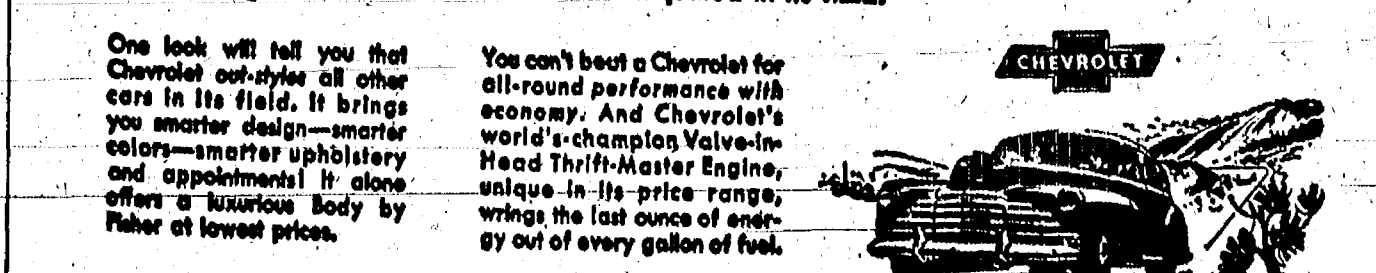 One look will tell you that
Chevrolet out-styles all other
cars in its field. It brings
you smarter design—smarter
colors—smarter upholstery
and appointments! It alone
offers a luxurious Body by
Fisher at lowest prices.
You can't beat a Chevrolet for
all-round performance with
economy. And Chevrolet's
world's-champion Valve-in-
Head Thrift-Master Engine,
unique in its price range,
wrings the last ounce of ener-
gy out of every gallon of fuel.
CHEVROLET